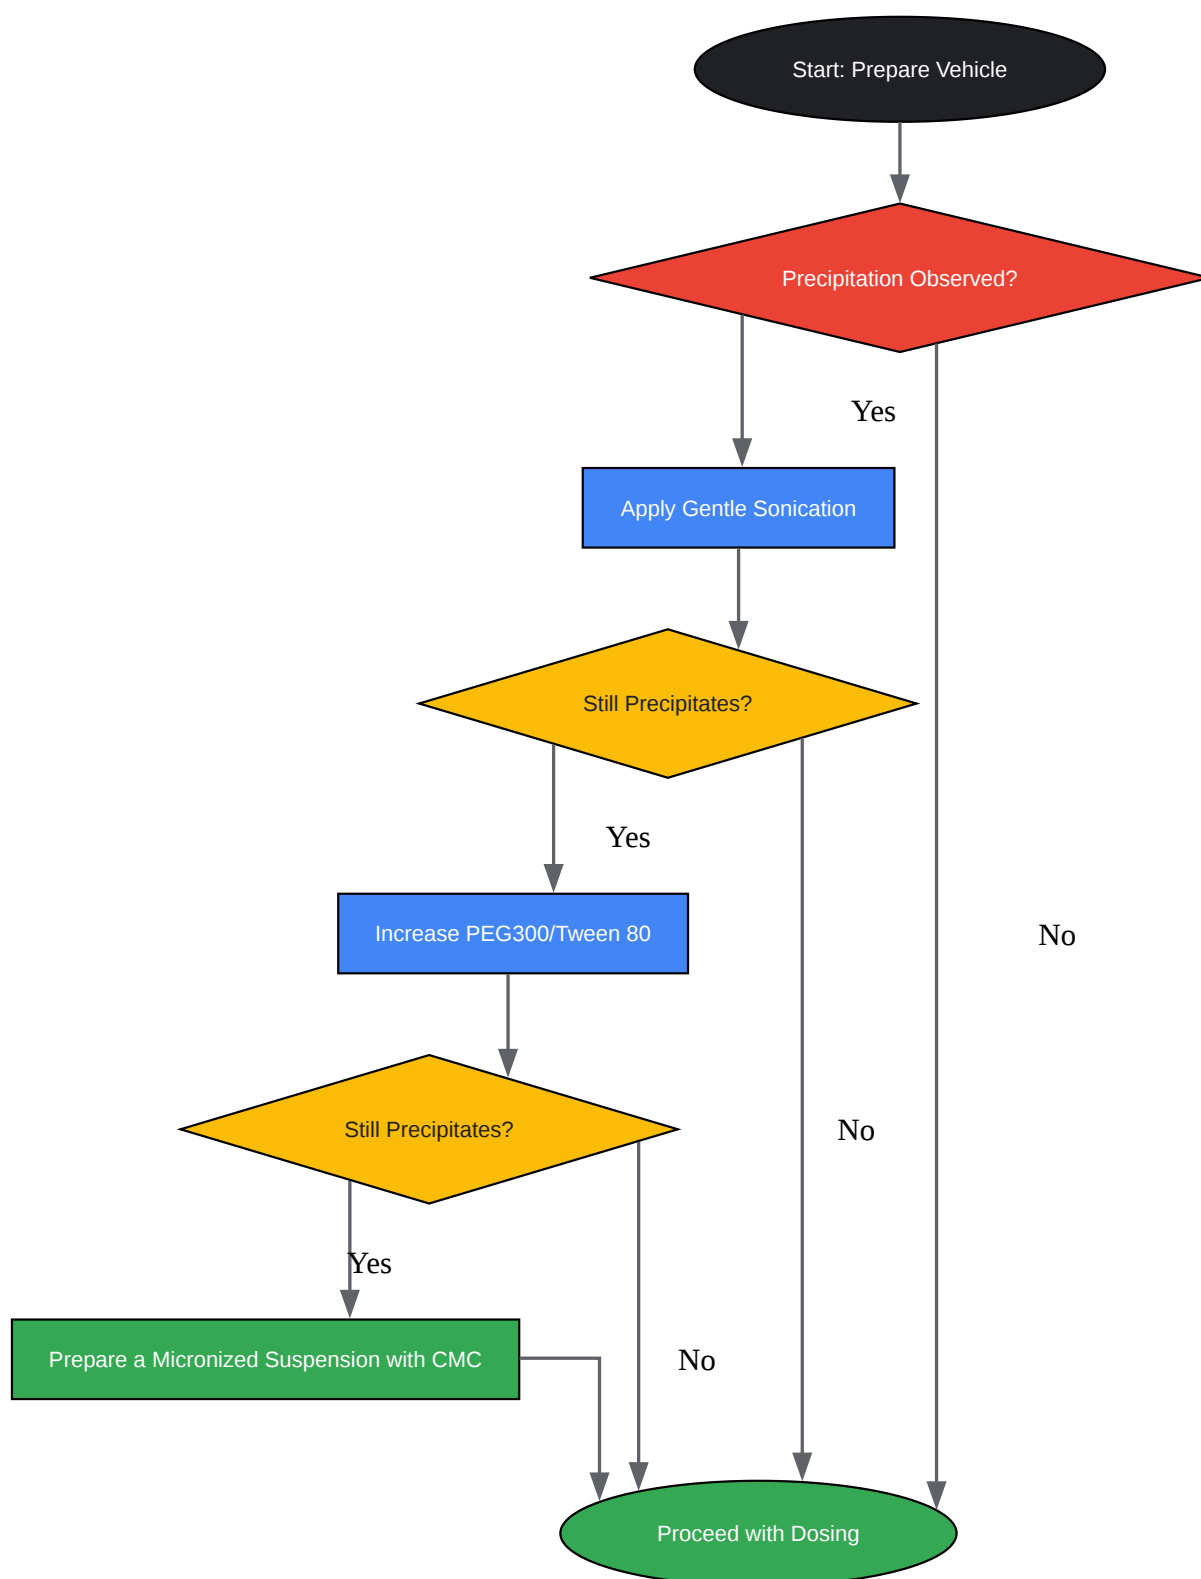 Start: Prepare Vehicle
Precipitation Observed?
Yes
Apply Gentle Sonication
Still Precipitates?
Yes
Increase PEG300/Tween 80
No
Still Precipitates?
No
Yes
Prepare a Micronized Suspension with CMC
No
Proceed with Dosing